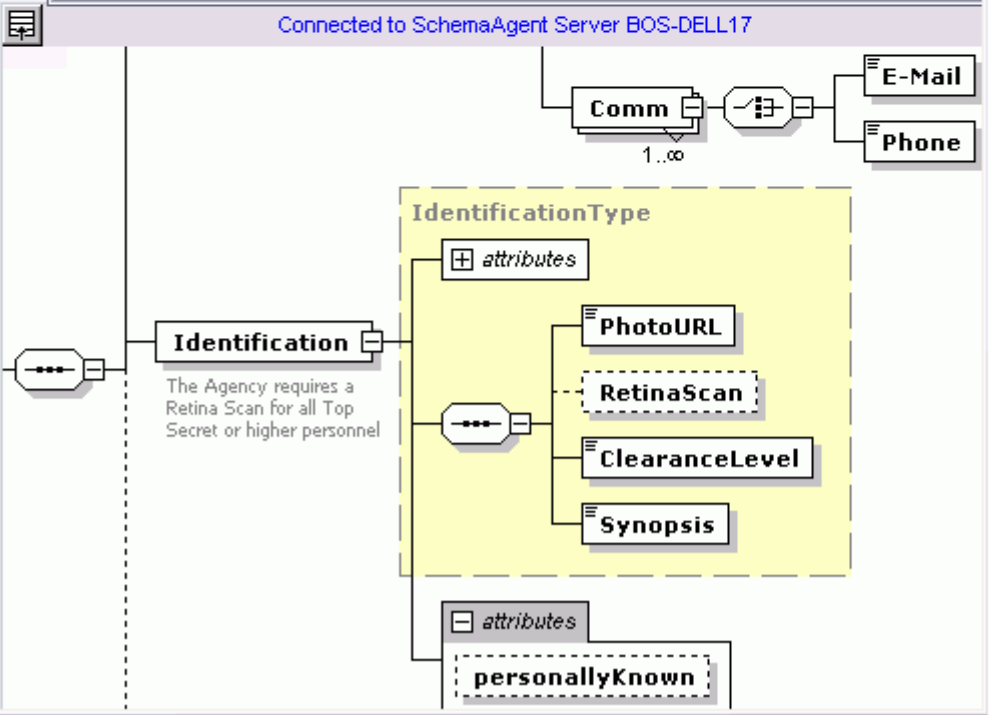 Connected to SchemaAgent Server BOS-DELL17
E-Mail
Comm
Phone
1..∞
IdentificationType
attributes
PhotoURL
Identification
The Agency requires a
Retina Scan for all Top
Secret or higher personnel
RetinaScan
ClearanceLevel
Synopsis
attributes
personallyKnown